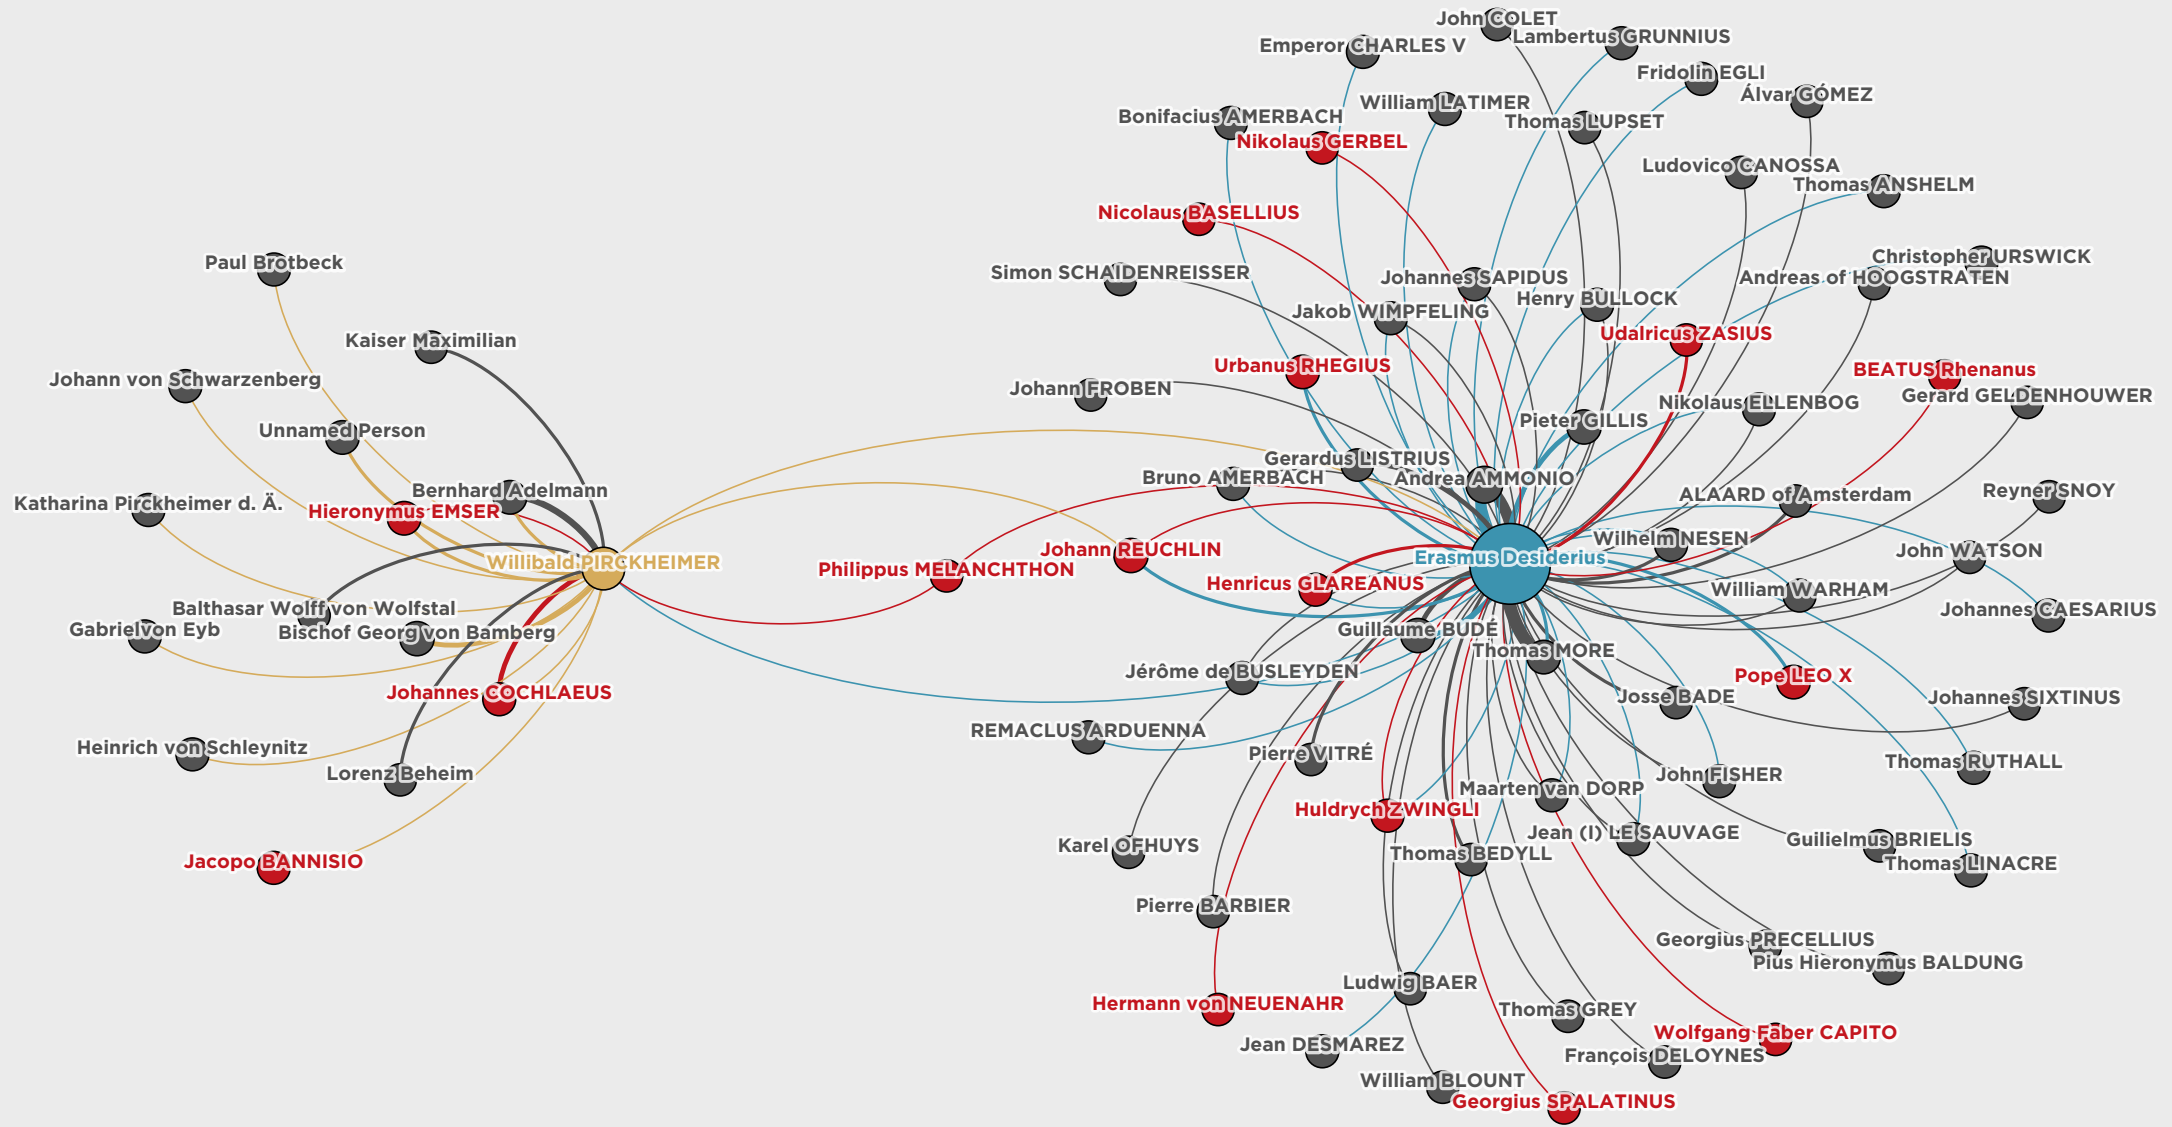 John COLET
Lambertus GRUNNIUS
Emperor CHARLES V
Fridolin EGLI
Álvar GÓMEZ
William LATIMER
Bonifacius AMERBACH
Thomas LUPSET
Nikolaus GERBEL
Ludovico CANOSSA
Thomas ANSHELM
Nicolaus BASELLIUS
Christopher URSWICK
Paul Brotbeck
Simon SCHAIDENREISSER
Johannes SAPIDUS
Andreas of HOOGSTRATEN
Henry BULLOCK
Jakob WIMPFELING
Kaiser Maximilian
Udalricus ZASIUS
Urbanus RHEGIUS
BEATUS Rhenanus
Johann von Schwarzenberg
Johann FROBEN
Gerard GELDENHOUWER
Nikolaus ELLENBOG
Pieter GILLIS
Unnamed Person
Gerardus LISTRIUS
Bruno AMERBACH
Andrea AMMONIO
Bernhard Adelmann
Reyner SNOY
ALAARD of Amsterdam
Katharina Pirckheimer d. Ä.
Hieronymus EMSER
Wilhelm NESEN
Johann REUCHLIN
John WATSON
Erasmus Desiderius
Willibald PIRCKHEIMER
Philippus MELANCHTHON
Henricus GLAREANUS
William WARHAM
Balthasar Wolff von Wolfstal
Johannes CAESARIUS
Gabrielvon Eyb
Bischof Georg von Bamberg
Guillaume BUDÉ
Thomas MORE
Jérôme de BUSLEYDEN
Pope LEO X
Johannes COCHLAEUS
Josse BADE
Johannes SIXTINUS
REMACLUS ARDUENNA
Heinrich von Schleynitz
Pierre VITRÉ
Thomas RUTHALL
Lorenz Beheim
John FISHER
Maarten van DORP
Huldrych ZWINGLI
Jean (I) LE SAUVAGE
Guilielmus BRIELIS
Karel OFHUYS
Thomas BEDYLL
Jacopo BANNISIO
Thomas LINACRE
Pierre BARBIER
Georgius PRECELLIUS
Pius Hieronymus BALDUNG
Ludwig BAER
Hermann von NEUENAHR
Thomas GREY
Wolfgang Faber CAPITO
Jean DESMAREZ
François DELOYNES
William BLOUNT
Georgius SPALATINUS